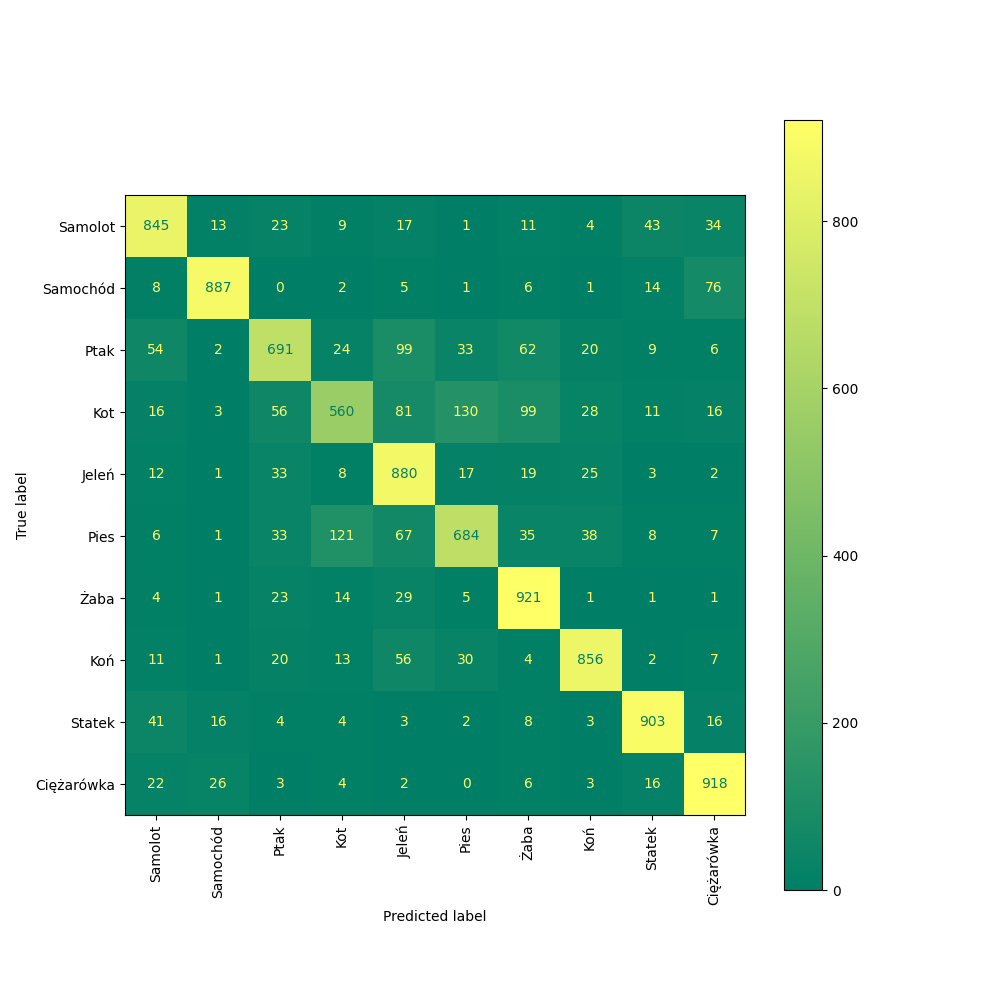 Samolot 845 13 23 9 17 1 11 4 43 34
Samochód 8 887 0 2 5 1 6 1 14 76
Ptak 54 2 691 24 99 33 62 20 9 6
Kot 16 3 56 560 81 130 99 28 11 16
Jeleń 12 1 33 8 880 17 19 25 3 2
Pies 6 1 33 121 67 684 35 38 8 7
Żaba 4 1 23 14 29 5 921 1 1 1
Koń 11 1 20 13 56 30 4 856 2 7
Statek 41 16 4 4 3 2 8 3 903 16
Ciężarówka 22 26 3 4 2 0 6 3 16 918
Samolot Samochód Ptak Kot Jeleń Pies Żaba Koń Statek Ciężarówka
Predicted label
True label
800
600
400
200
0